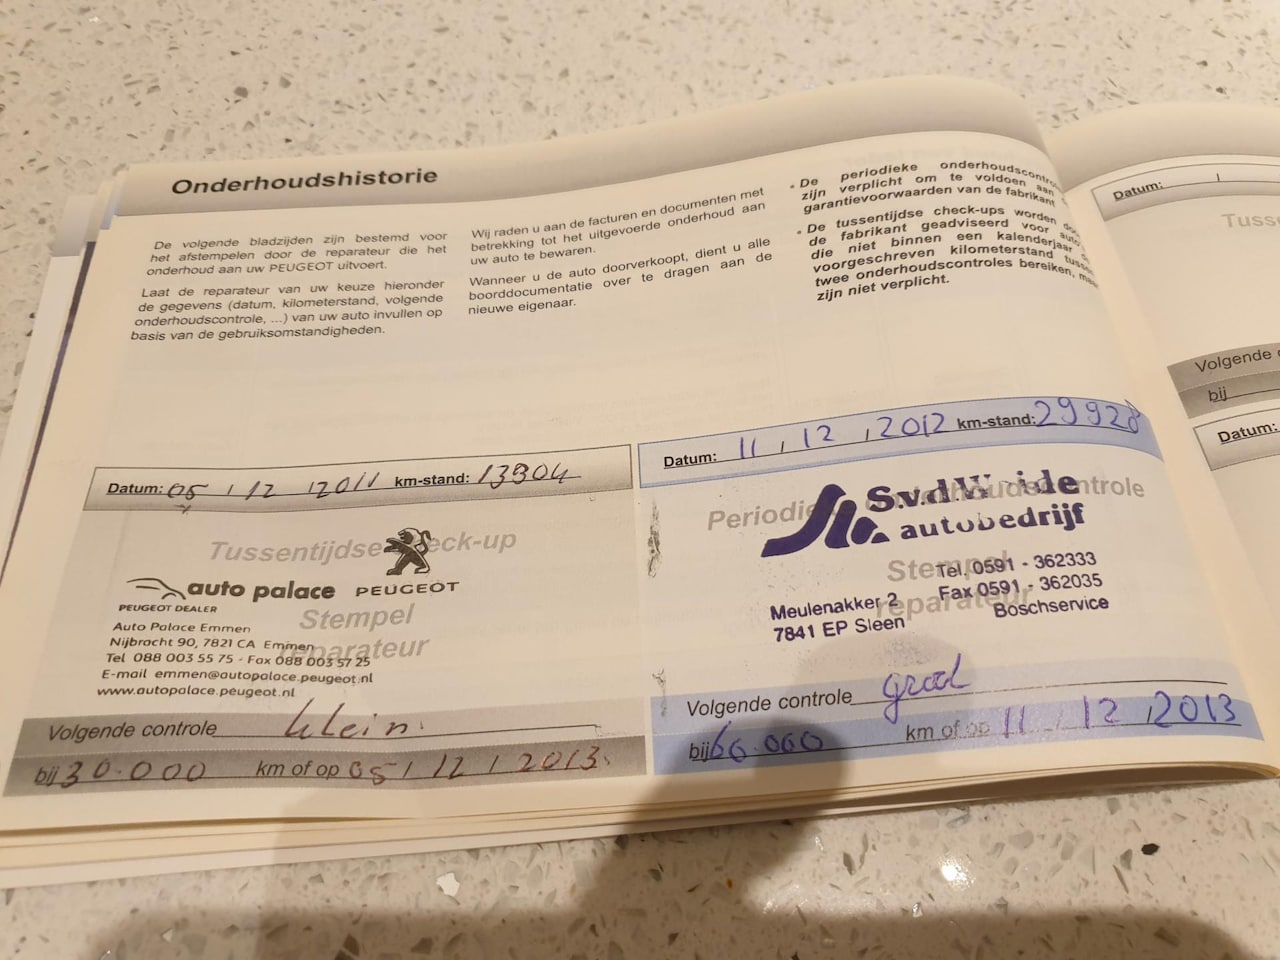 Onderhoudshistorie
De volgende bladzijden zijn bestemd voor
het afstempelen door de reparateur die het
onderhoud aan uw PEUGEOT uitvoert.
Laat de reparateur van uw keuze hieronder
de gegevens (datum, kilometerstand, volgende
onderhoudscontrole, ...) van uw auto invullen op
basis van de gebruiksomstandigheden.
Wij raden u aan de facturen en documenten met
betrekking tot het uitgevoerde onderhoud aan
uw auto te bewaren.
Wanneer u de auto doorverkoopt, dient u alle
boorddocumentatie over te dragen aan de
nieuwe eigenaar.
• De periodieke onderhoudscontro
zijn verplicht om te voldoen aan
garantievoorwaarden van de fabrikant
• De tussentijdse check-ups worden
de fabrikant geadviseerd voor auto
die niet binnen een kalenderjaar
voorgeschreven kilometerstand tuss
twee onderhoudscontroles bereiken,
zijn niet verplicht.
Datum: 05 / 12 / 2011 km-stand: 13904
Tussentijdse eck-up
auto palace PEUGEOT
PEUGEOT DEALER
Stempel
reparateur
Auto Palace Emmen
Nijbracht 90, 7821 CA Emmen
Tel 088 003 55 75 - Fax 088 003 57 25
E-mail emmen@autopalace.peugeot.nl
www.autopalace.peugeot.nl
Volgende controle klein
bij 30.000 km of op 05 / 12 / 2013
Datum: 11 / 12 / 2012 km-stand: 29928
Periodie onderhoudscontrole
S.v.d.W ide
autobedrijf
Stempel
reparateur
Tel. 0591 - 362333
Fax 0591 - 362035
Boschservice
Meulenakker 2
7841 EP Sleen
Volgende controle groot
bij 60.000 km of op 11 / 12 / 2013
Datum: /
Tuss
Volgende
bij
Datum: